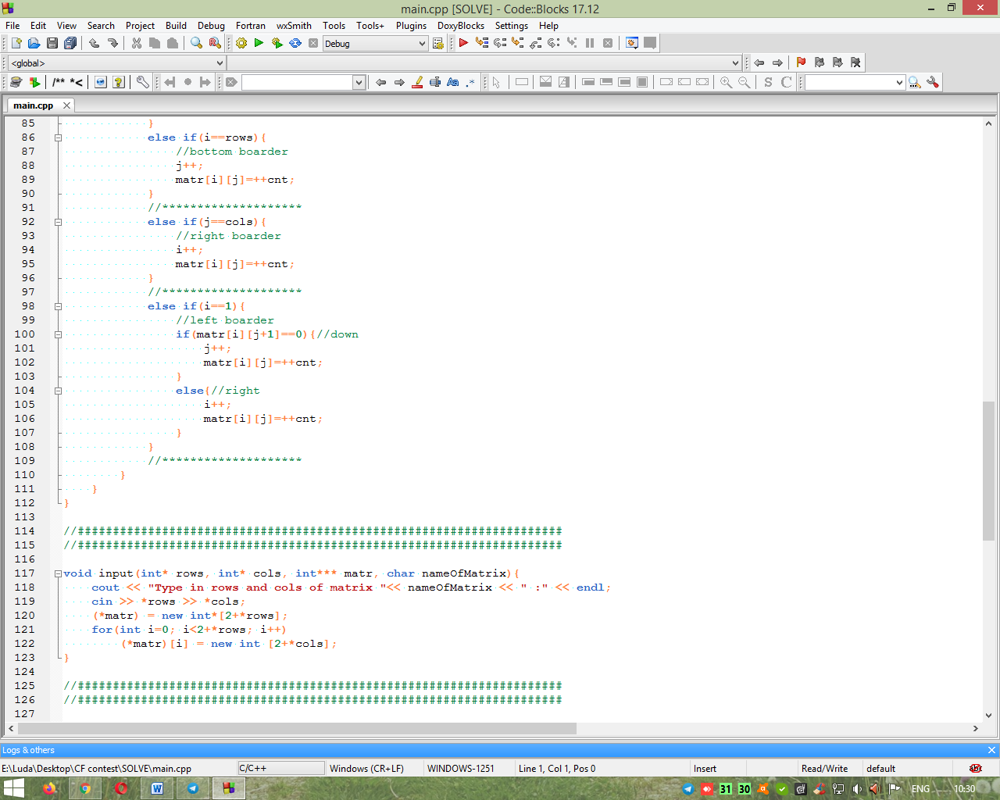 main.cpp [SOLVE] - Code::Blocks 17.12
File Edit View Search Project Build Debug Fortran wxSmith Tools Tools+ Plugins DoxyBlocks Settings Help
Debug
<global>
/** *<
Aa .*
S C
main.cpp
85 }
86 else if(i==rows){
87 //bottom boarder
88 j++;
89 matr[i][j]=++cnt;
90 }
91 //********************
92 else if(j==cols){
93 //right boarder
94 i++;
95 matr[i][j]=++cnt;
96 }
97 //********************
98 else if(i==1){
99 //left boarder
100 if(matr[i][j+1]==0){//down
101 j++;
102 matr[i][j]=++cnt;
103 }
104 else{//right
105 i++;
106 matr[i][j]=++cnt;
107 }
108 }
109 //********************
110 }
111 }
112 }
113
114 //#####################################################################
115 //#####################################################################
116
117 void input(int* rows, int* cols, int*** matr, char nameOfMatrix){
118 cout << "Type in rows and cols of matrix "<< nameOfMatrix << " :" << endl;
119 cin >> *rows >> *cols;
120 (*matr) = new int*[2+*rows];
121 for(int i=0; i<2+*rows; i++)
122 (*matr)[i] = new int [2+*cols];
123 }
124
125 //#####################################################################
126 //#####################################################################
127
Logs & others
E:\Luda\Desktop\CF contest\SOLVE\main.cpp C/C++ Windows (CR+LF) WINDOWS-1251 Line 1, Col 1, Pos 0 Insert Read/Write default
31 30 ENG 10:30